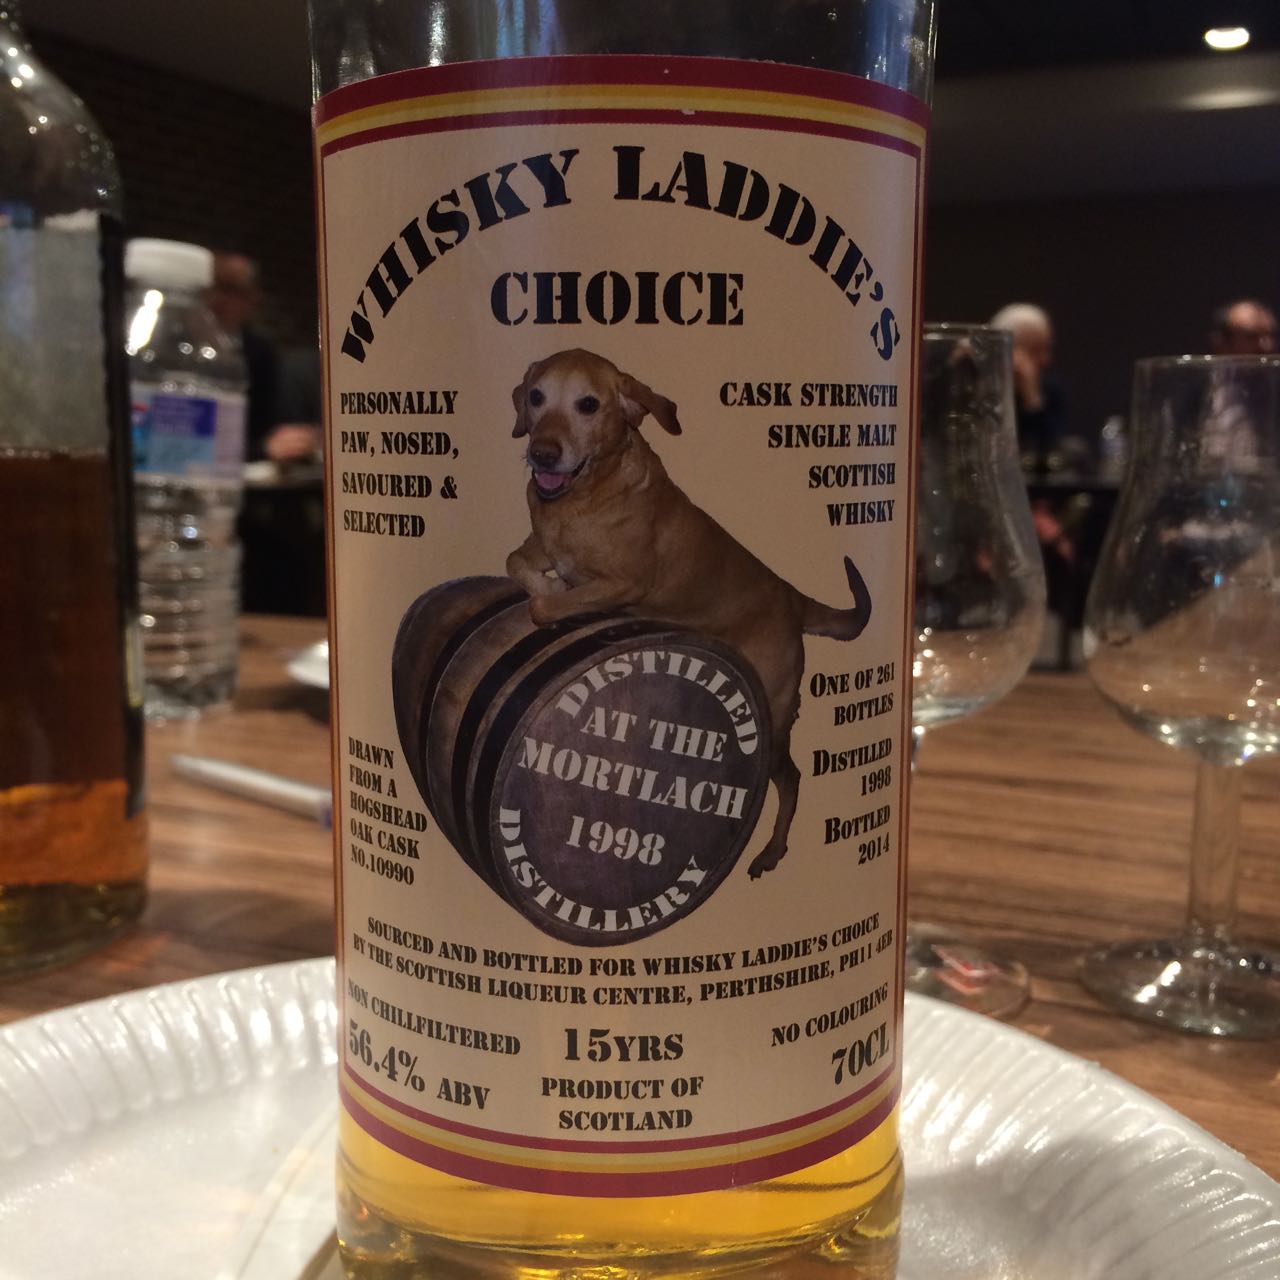 WHISKY LADDIE'S
CHOICE
PERSONALLY
PAW, NOSED,
SAVOURED &
SELECTED
CASK STRENGTH
SINGLE MALT
SCOTTISH
WHISKY
DISTILLED
AT THE
MORTLACH
1998
DISTILLERY
ONE OF 261
BOTTLES
DISTILLED
1998
BOTTLED
2014
DRAWN
FROM A
HOGSHEAD
OAK CASK
NO.10990
SOURCED AND BOTTLED FOR WHISKY LADDIE'S CHOICE
BY THE SCOTTISH LIQUEUR CENTRE, PERTHSHIRE, PH11 4EB
NON CHILLFILTERED
56.4% ABV
15YRS
PRODUCT OF
SCOTLAND
NO COLOURING
70CL